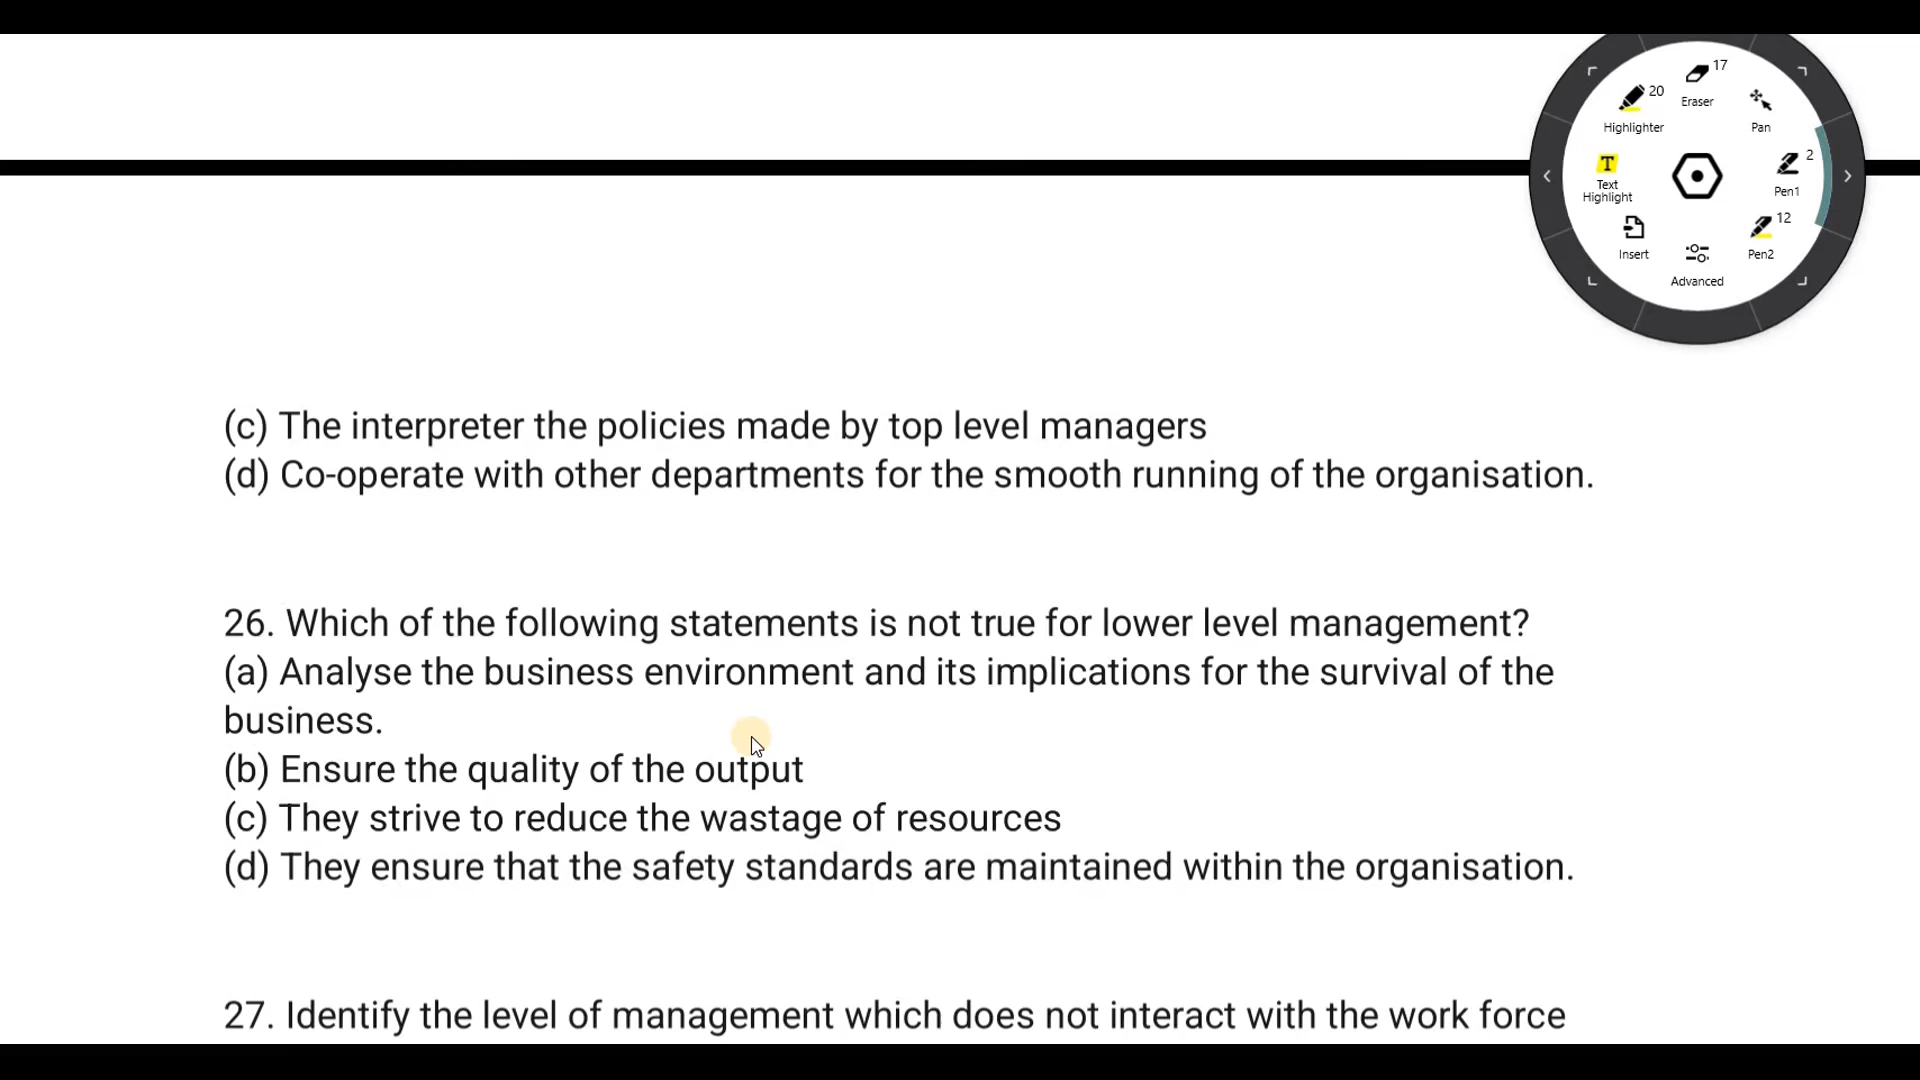 17
Eraser
20
Highlighter
Pan
T
Text
Highlight
2
Pen1
Insert
12
Pen2
Advanced
(c) The interpreter the policies made by top level managers
(d) Co-operate with other departments for the smooth running of the organisation.
26. Which of the following statements is not true for lower level management?
(a) Analyse the business environment and its implications for the survival of the
business.
(b) Ensure the quality of the output
(c) They strive to reduce the wastage of resources
(d) They ensure that the safety standards are maintained within the organisation.
27. Identify the level of management which does not interact with the work force